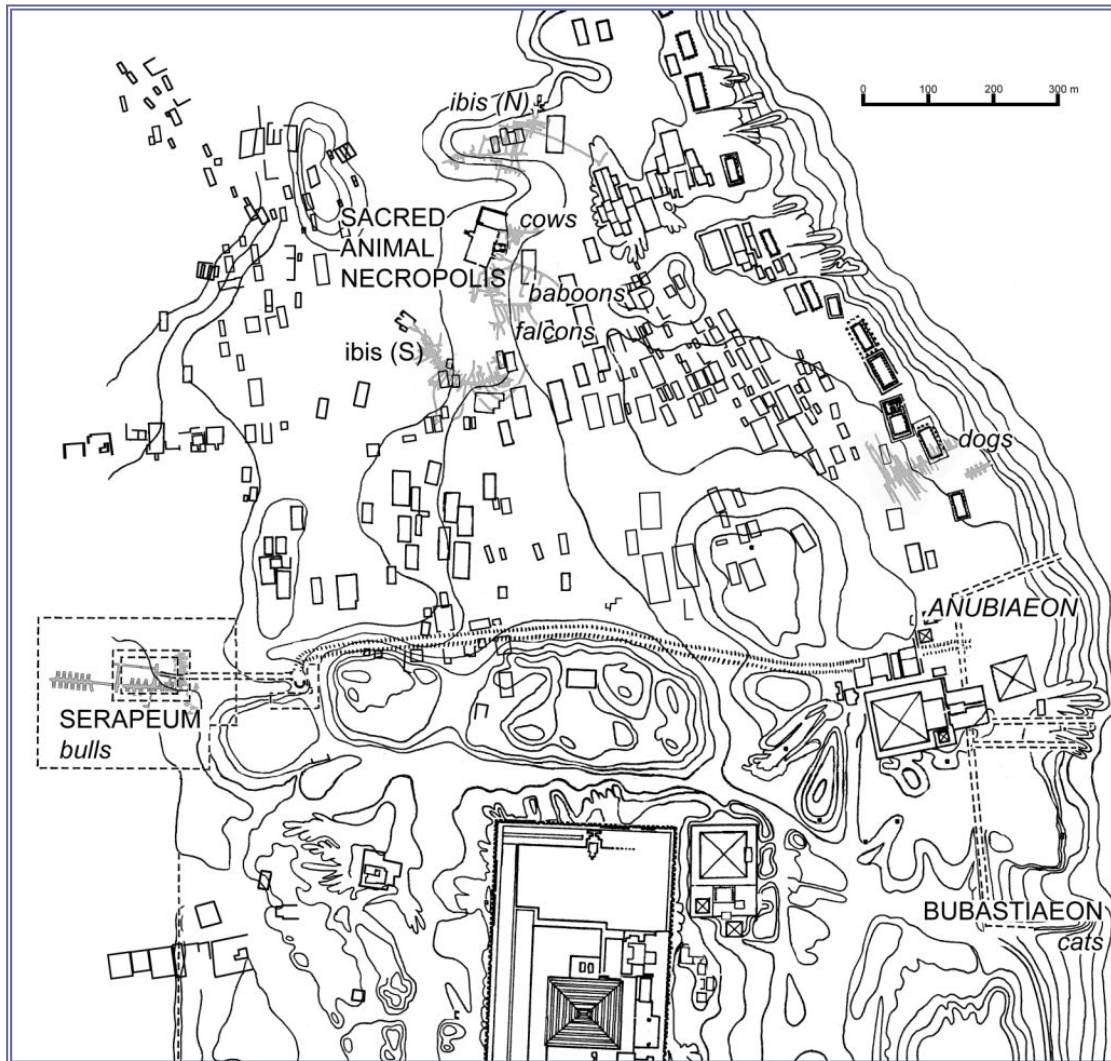 ibis (N)
0 100 200 300 m
cows
SACRED
ANIMAL
NECROPOLIS
baboons
falcons
ibis (S)
dogs
ANUBIAEON
SERAPEUM
bulls
BUBASTIAEON
cats